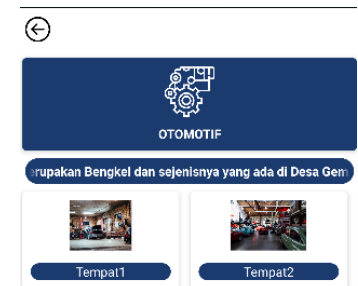 OTOMOTIF
erupakan Bengkel dan sejenisnya yang ada di Desa Gem
Tempat1
Tempat2